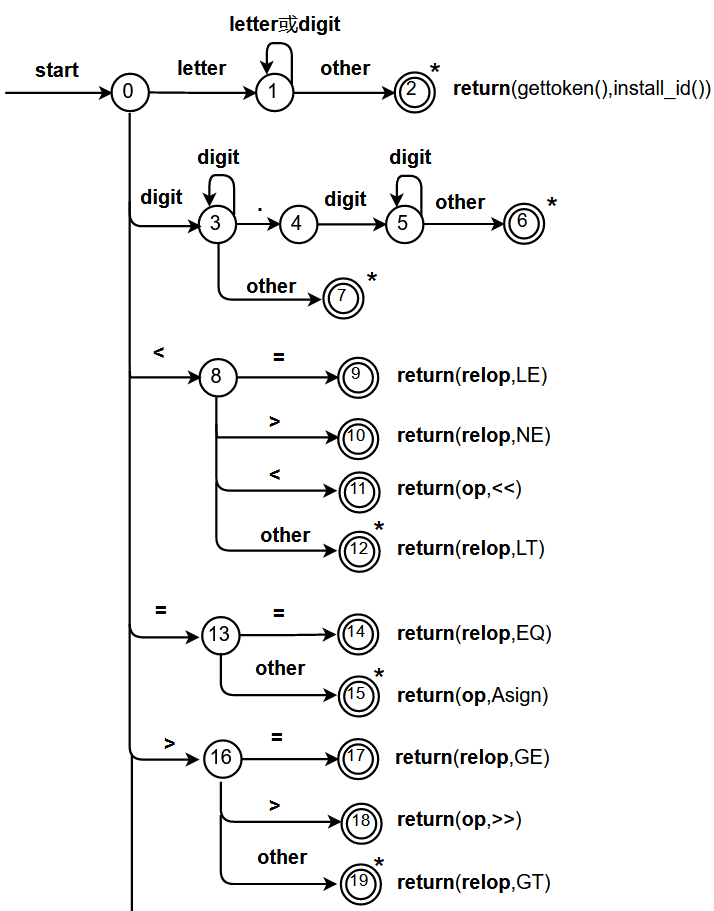 letter或digit
start letter other *
0 1 2 return(gettoken(),install_id())
digit digit
digit . digit other *
3 4 5 6
other *
7
< =
8 9 return(relop,LE)
>
10 return(relop,NE)
<
11 return(op,<<)
other *
12 return(relop,LT)
= =
13 14 return(relop,EQ)
other *
15 return(op,Asign)
> =
16 17 return(relop,GE)
>
18 return(op,>>)
other *
19 return(relop,GT)